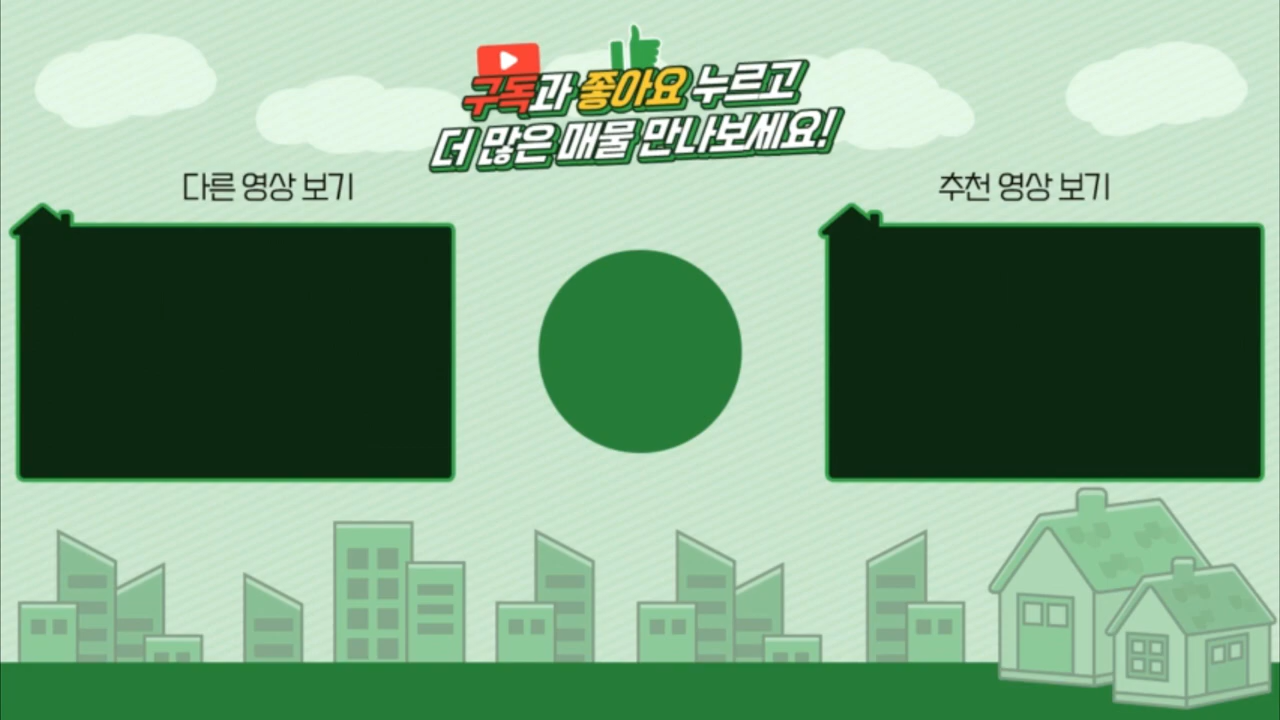 구독과 좋아요 누르고
더 많은 매물 만나보세요!
다른 영상 보기
추천 영상 보기